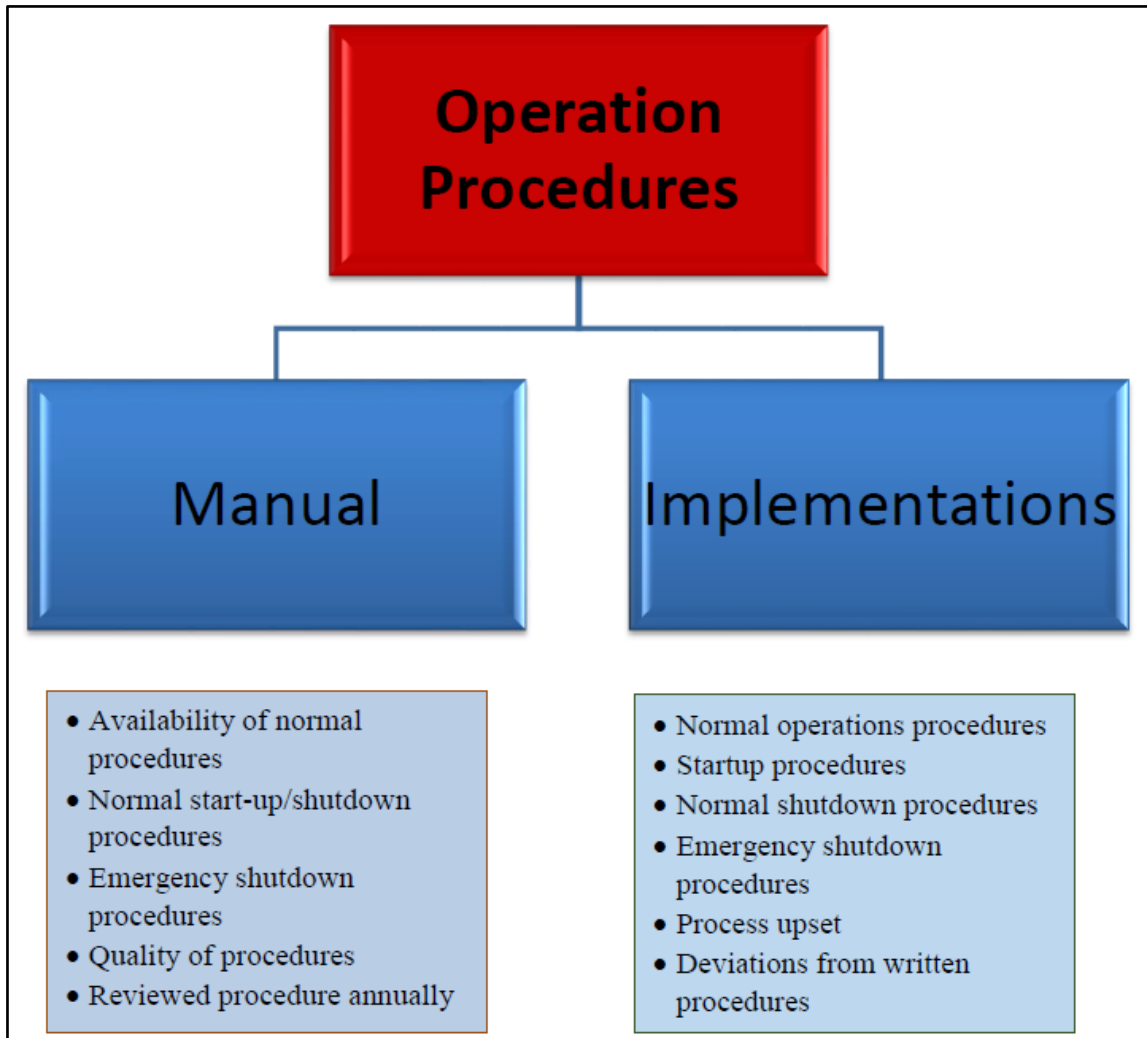 Operation
Procedures
Manual
Implementations
• Availability of normal
procedures
• Normal start-up/shutdown
procedures
• Emergency shutdown
procedures
• Quality of procedures
• Reviewed procedure annually
• Normal operations procedures
• Startup procedures
• Normal shutdown procedures
• Emergency shutdown
procedures
• Process upset
• Deviations from written
procedures